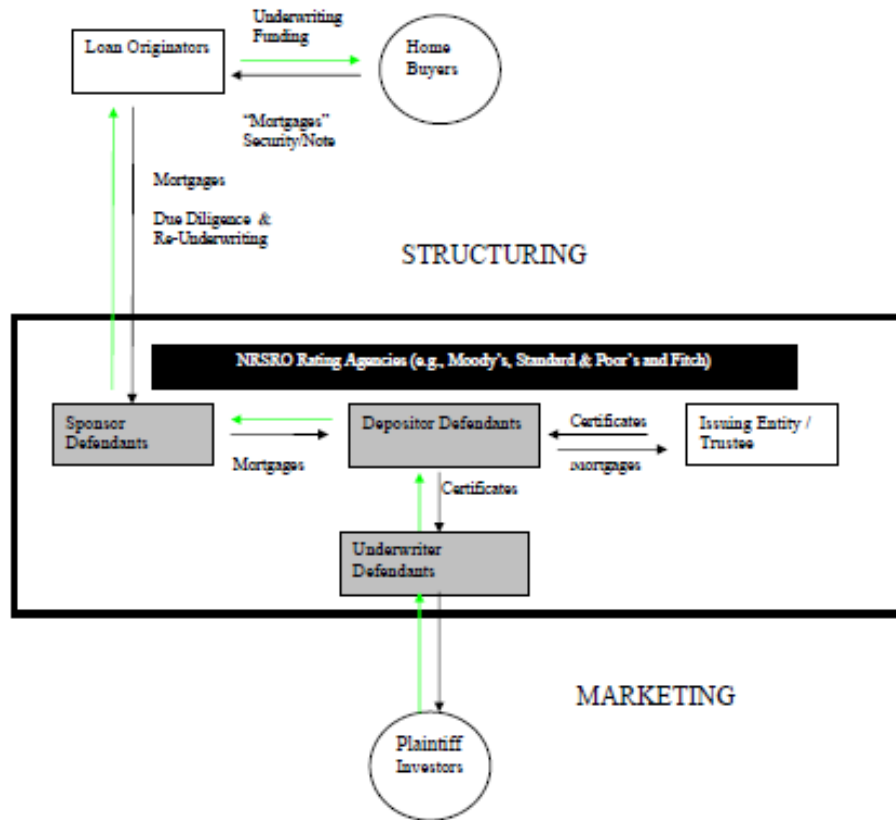 Underwriting
Funding
Loan Originators
Home
Buyers
“Mortgages”
Security/Note
Mortgages
Due Diligence &
Re-Underwriting
STRUCTURING
NRSRO Rating Agencies (e.g., Moody's, Standard & Poor's and Fitch)
Sponsor
Defendants
Mortgages
Depositor Defendants
Certificates
Mortgages
Issuing Entity /
Trustee
Certificates
Underwriter
Defendants
MARKETING
Plaintiff
Investors